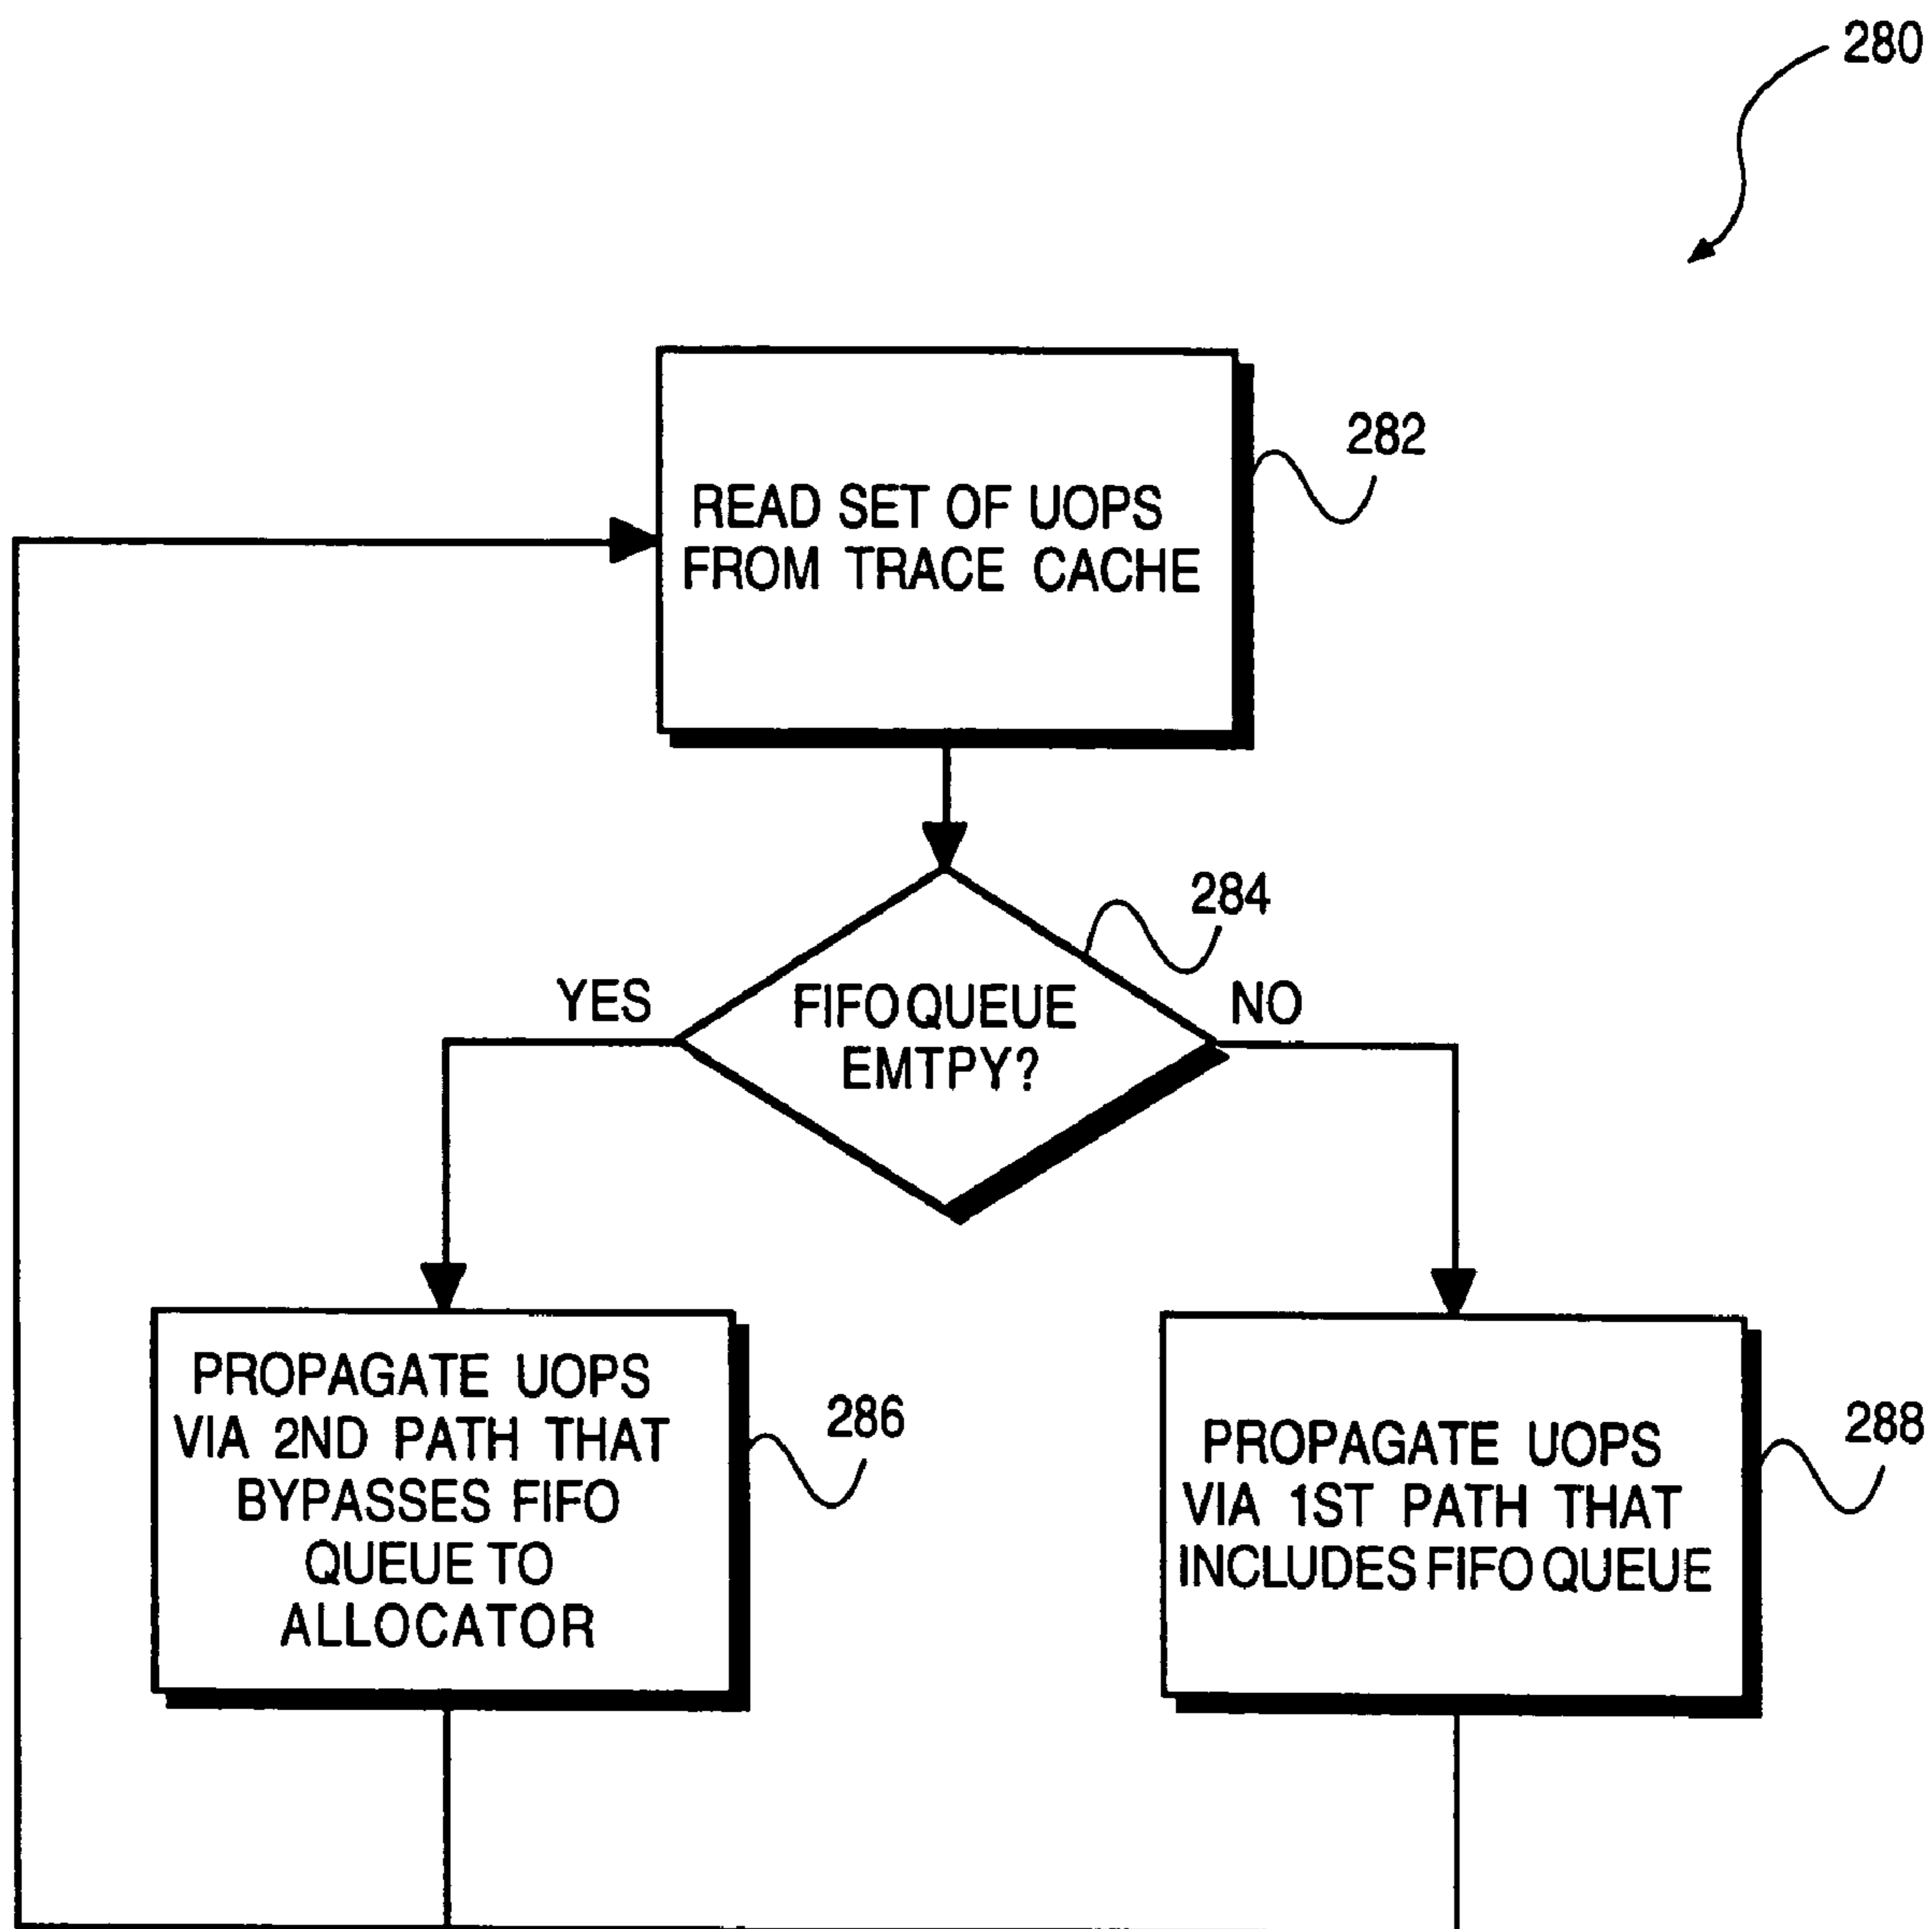 280
282
READ SET OF UOPS
FROM TRACE CACHE
284
YES
NO
FIFO QUEUE
EMTPY?
PROPAGATE UOPS
VIA 2ND PATH THAT
BYPASSES FIFO
QUEUE TO
ALLOCATOR
286
PROPAGATE UOPS
VIA 1ST PATH THAT
INCLUDES FIFO QUEUE
288